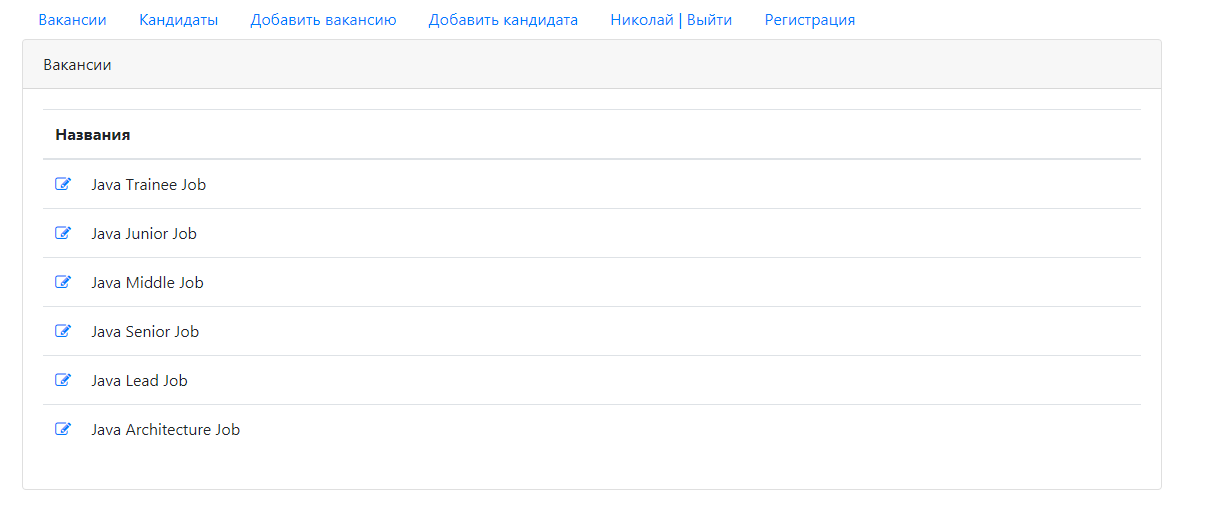 Вакансии Кандидаты Добавить вакансию Добавить кандидата Николай | Выйти Регистрация
Вакансии
Названия
Java Trainee Job
Java Junior Job
Java Middle Job
Java Senior Job
Java Lead Job
Java Architecture Job